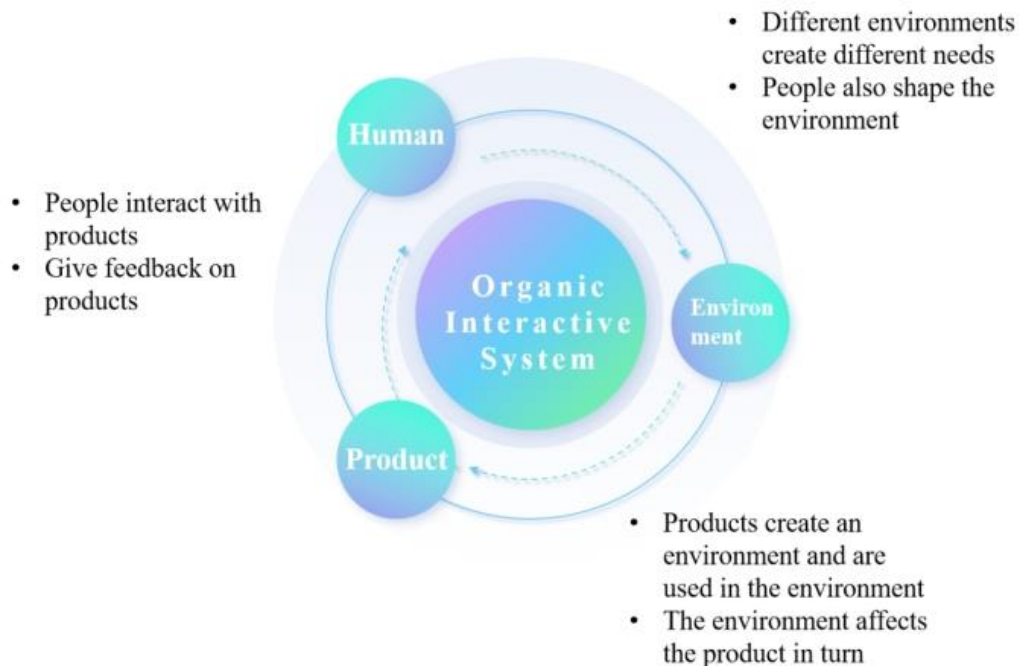 • Different environments
create different needs
• People also shape the
environment
Human
• People interact with
products
• Give feedback on
products
Organic
Interactive
System
Environ
ment
Product
• Products create an
environment and are
used in the environment
• The environment affects
the product in turn